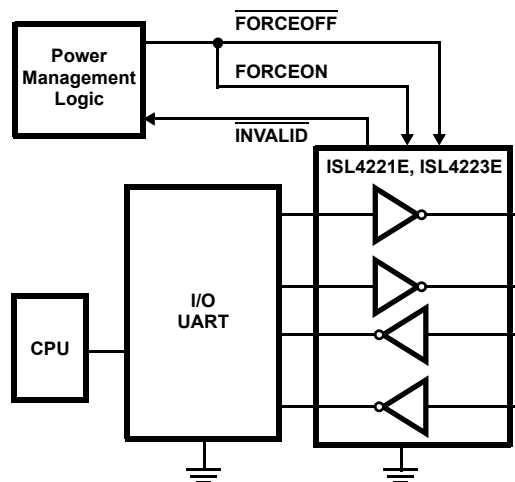 FORCEOFF
Power
Management
Logic
FORCEON
INVALID
ISL4221E, ISL4223E
I/O
UART
CPU